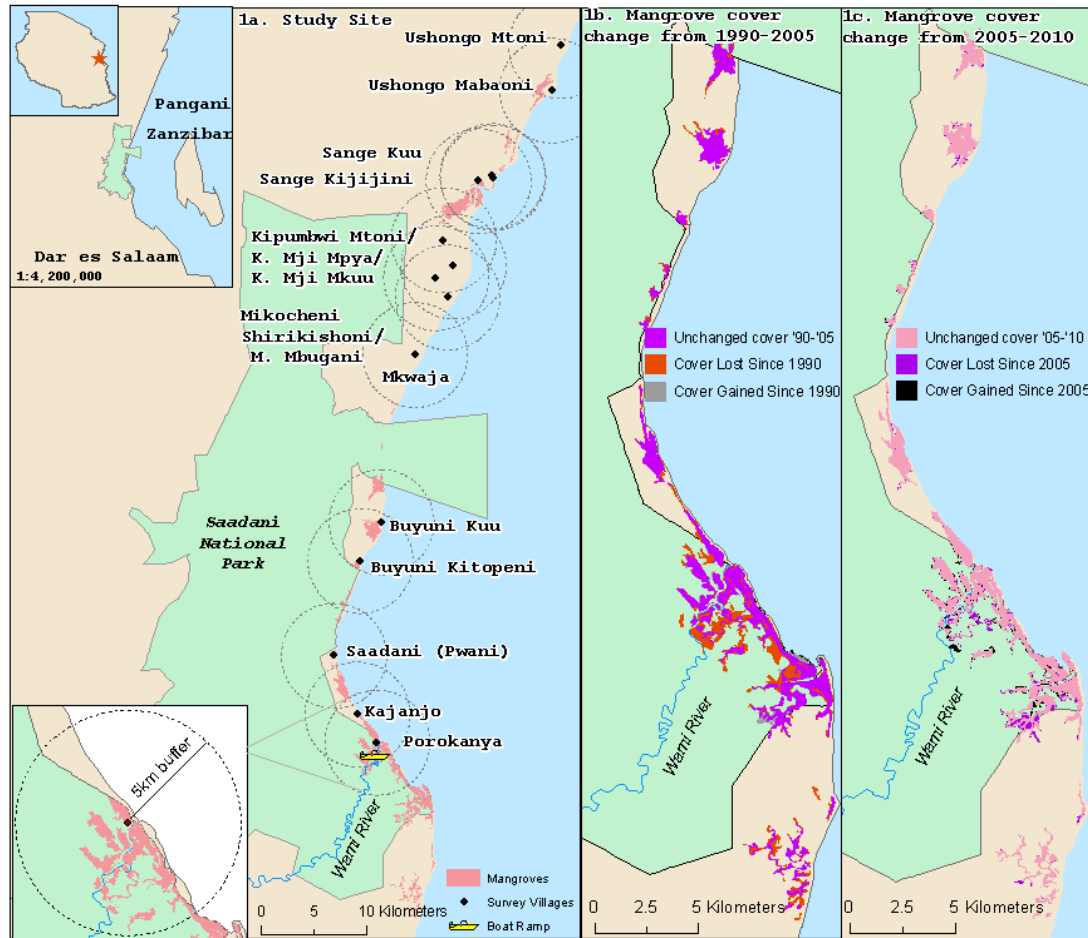 1a. Study Site
Pangani
Zanzibar
Dar es Salaam
1:4,200,000
Ushongo Mtoni
Ushongo Mabaoni
Sange Kuu
Sange Kijijini
Kipumbwi Mtoni/
K. Mji Mpya/
K. Mji Mkuu
Mikocheni
Shirikishoni/
M. Mbugani
Mkwaja
Saadani
National
Park
Buyuni Kuu
Buyuni Kitopeni
Saadani (Pwani)
Kajanjo
Porokanya
Wami River
5km buffer
Mangroves
Survey Villages
Boat Ramp
0 5 10 Kilometers
1b. Mangrove cover
change from 1990-2005
Unchanged cover '90-'05
Cover Lost Since 1990
Cover Gained Since 1990
Wami River
0 2.5 5 Kilometers
1c. Mangrove cover
change from 2005-2010
Unchanged cover '05-'10
Cover Lost Since 2005
Cover Gained Since 2005
Wami River
0 2.5 5 Kilometers